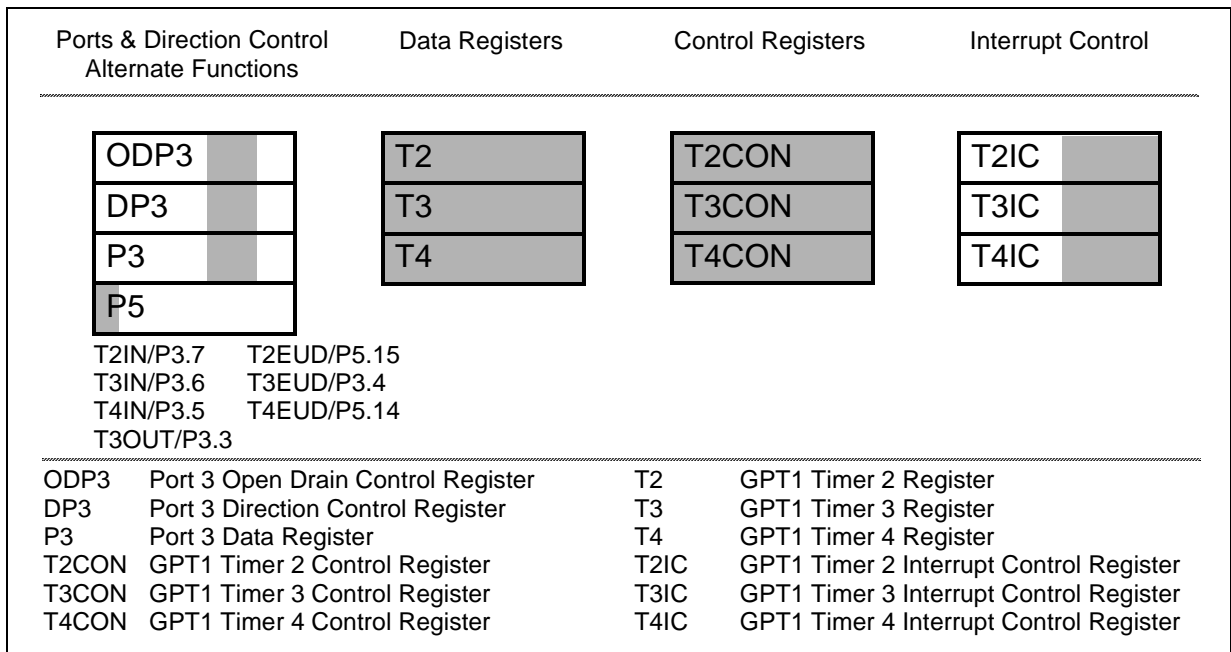 Ports & Direction Control Alternate Functions
Data Registers
Control Registers
Interrupt Control
ODP3
DP3
P3
P5
T2
T3
T4
T2CON
T3CON
T4CON
T2IC
T3IC
T4IC
T2IN/P3.7 T2EUD/P5.15
T3IN/P3.6 T3EUD/P3.4
T4IN/P3.5 T4EUD/P5.14
T3OUT/P3.3
ODP3 Port 3 Open Drain Control Register
DP3 Port 3 Direction Control Register
P3 Port 3 Data Register
T2CON GPT1 Timer 2 Control Register
T3CON GPT1 Timer 3 Control Register
T4CON GPT1 Timer 4 Control Register
T2 GPT1 Timer 2 Register
T3 GPT1 Timer 3 Register
T4 GPT1 Timer 4 Register
T2IC GPT1 Timer 2 Interrupt Control Register
T3IC GPT1 Timer 3 Interrupt Control Register
T4IC GPT1 Timer 4 Interrupt Control Register